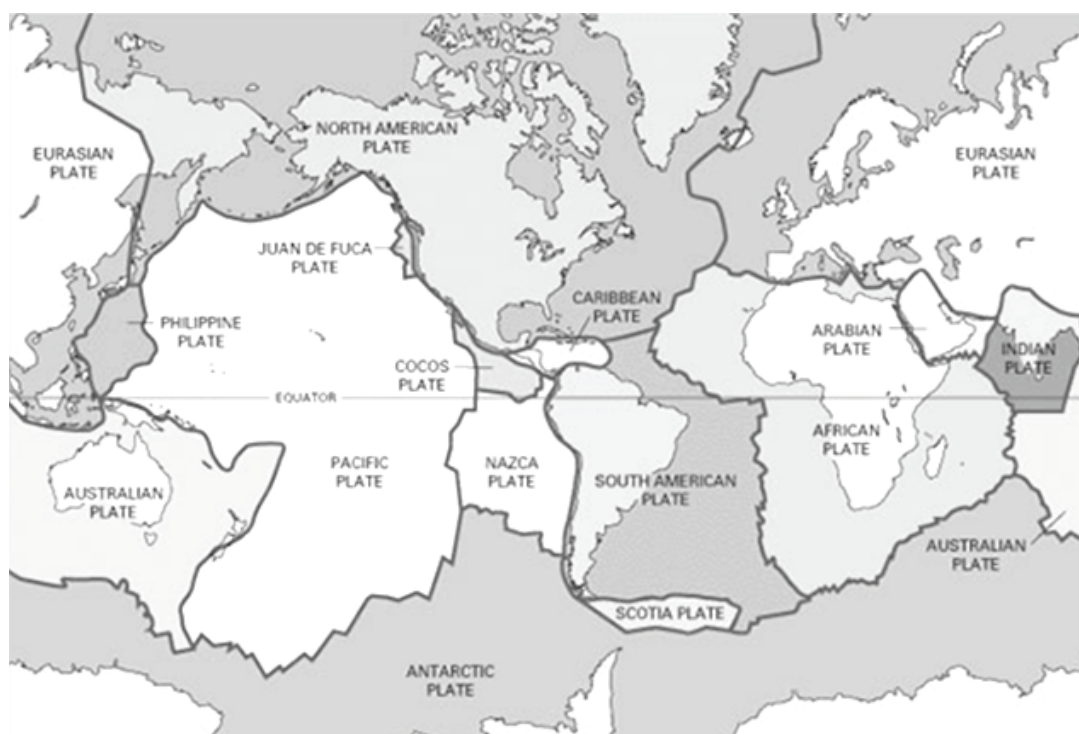 NORTH AMERICAN
PLATE
EURASIAN
PLATE
EURASIAN
PLATE
JUAN DE FUCA
PLATE
CARIBBEAN
PLATE
PHILIPPINE
PLATE
ARABIAN
PLATE
INDIAN
PLATE
COCOS
PLATE
EQUATOR
AFRICAN
PLATE
PACIFIC
PLATE
NAZCA
PLATE
SOUTH AMERICAN
PLATE
AUSTRALIAN
PLATE
AUSTRALIAN
PLATE
SCOTIA PLATE
ANTARCTIC
PLATE